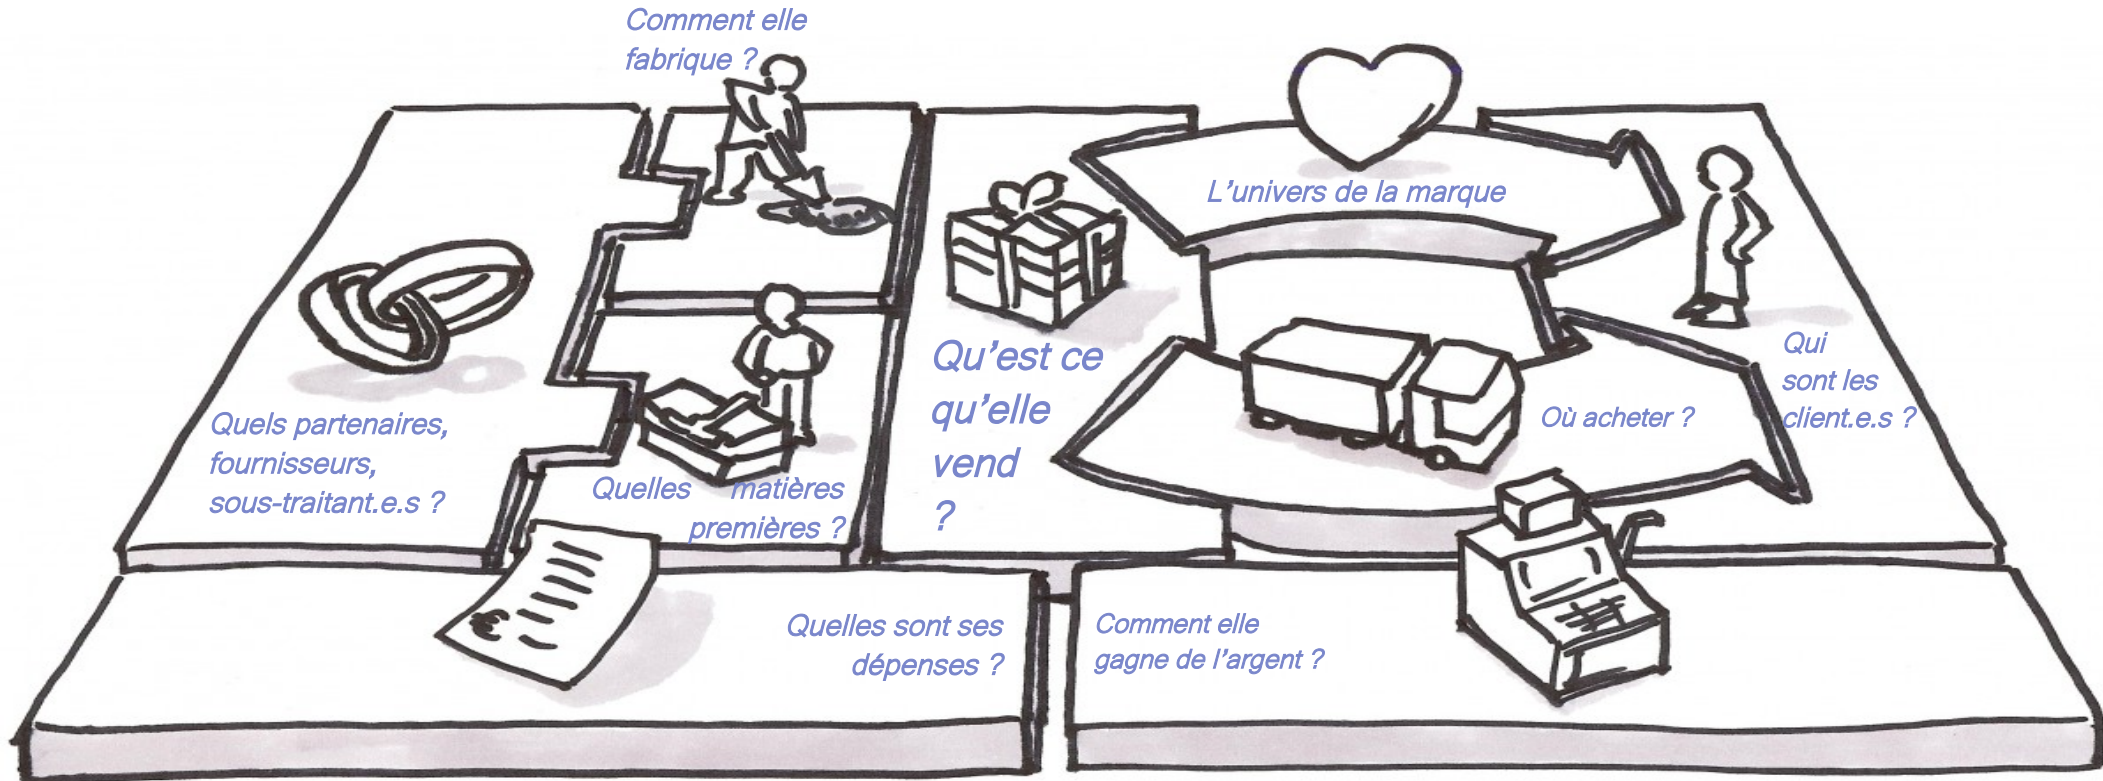 Comment elle
fabrique ?
L'univers de la marque
Quels partenaires,
fournisseurs,
sous-traitant.e.s ?
Quelles matières
premières ?
Qu'est ce
qu'elle
vend
?
Où acheter ?
Qui
sont les
client.e.s ?
Quelles sont ses
dépenses ?
Comment elle
gagne de l'argent ?